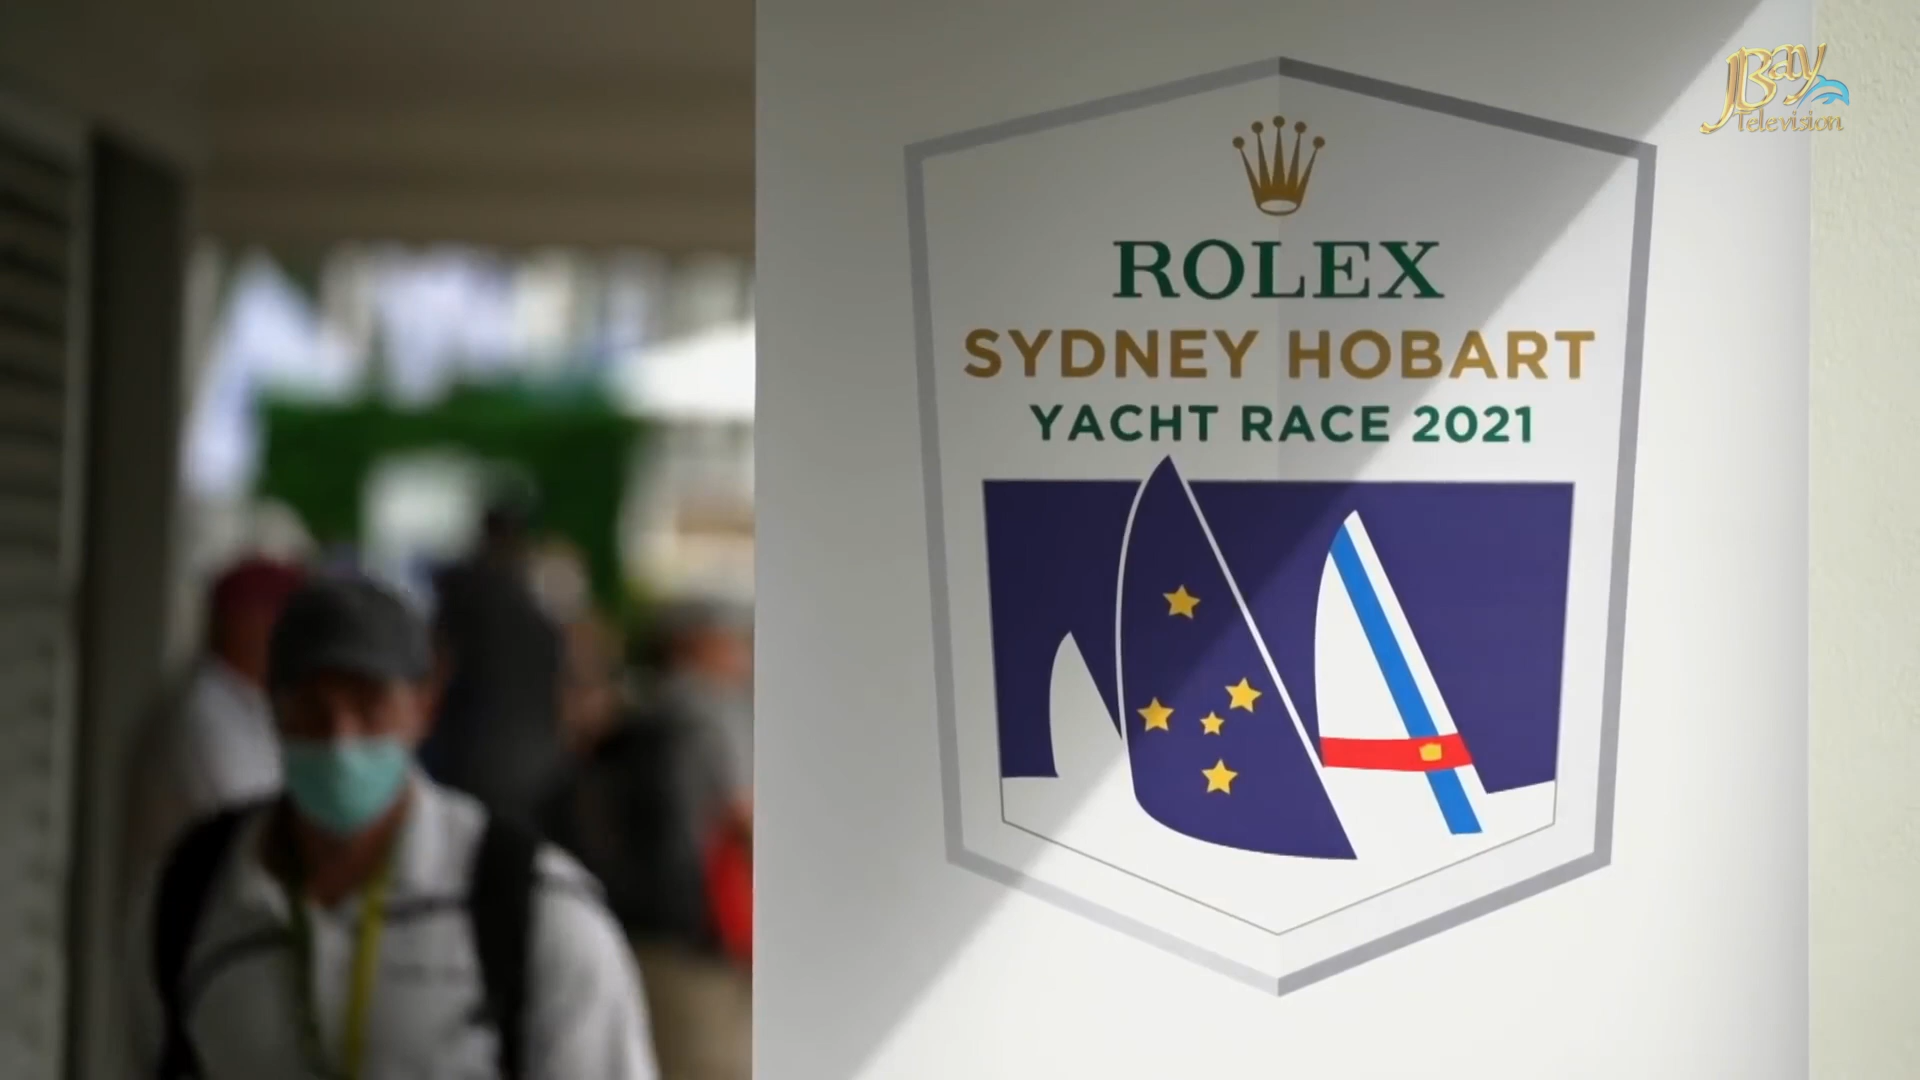 JBay
Television
ROLEX
SYDNEY HOBART
YACHT RACE 2021